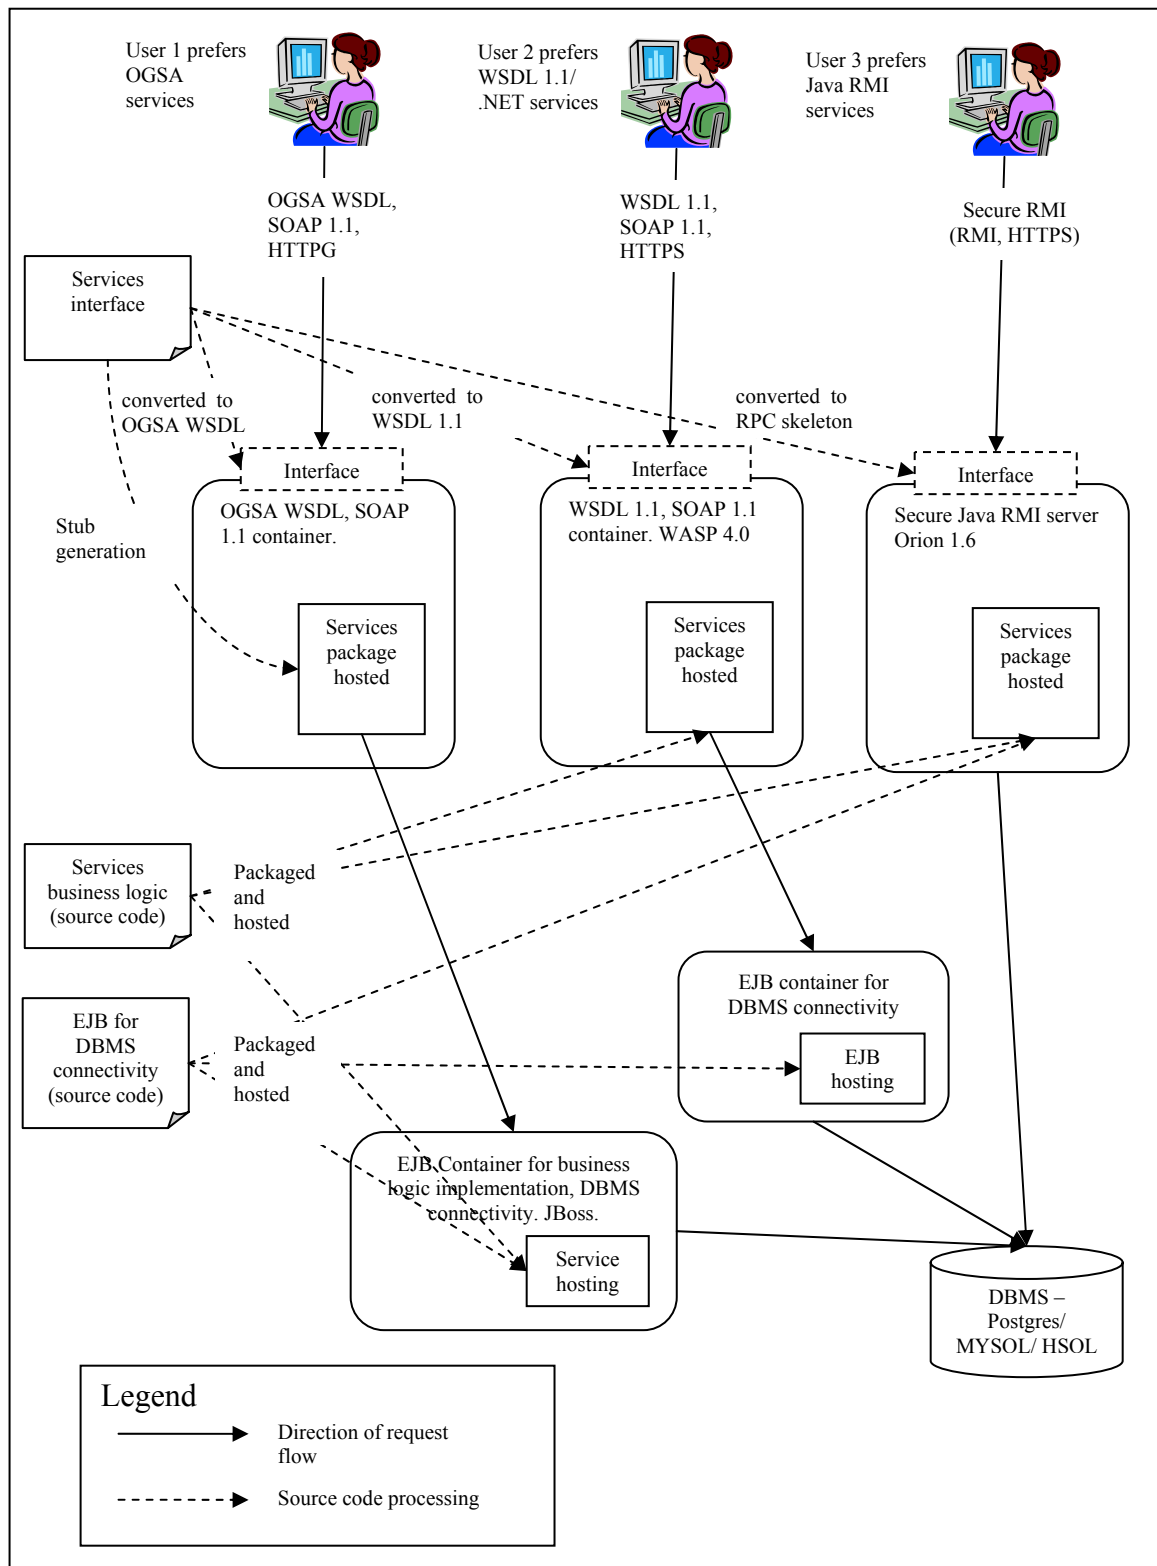 User 1 prefers
OGSA
services
User 2 prefers
WSDL 1.1/
.NET services
User 3 prefers
Java RMI
services
OGSA WSDL,
SOAP 1.1,
HTTPG
WSDL 1.1,
SOAP 1.1,
HTTPS
Secure RMI
(RMI, HTTPS)
Services
interface
converted to
OGSA WSDL
converted to
WSDL 1.1
converted to
RPC skeleton
Interface
Interface
Interface
OGSA WSDL, SOAP
1.1 container.
WSDL 1.1, SOAP 1.1
container. WASP 4.0
Secure Java RMI server
Orion 1.6
Stub
generation
Services
package
hosted
Services
package
hosted
Services
package
hosted
Services
business logic
(source code)
Packaged
and
hosted
EJB container for
DBMS connectivity
EJB
hosting
EJB for
DBMS
connectivity
(source code)
Packaged
and
hosted
EJB Container for business
logic implementation, DBMS
connectivity. JBoss.
Service
hosting
DBMS –
Postgres/
MYSOL/ HSOL
Legend
Direction of request
flow
Source code processing